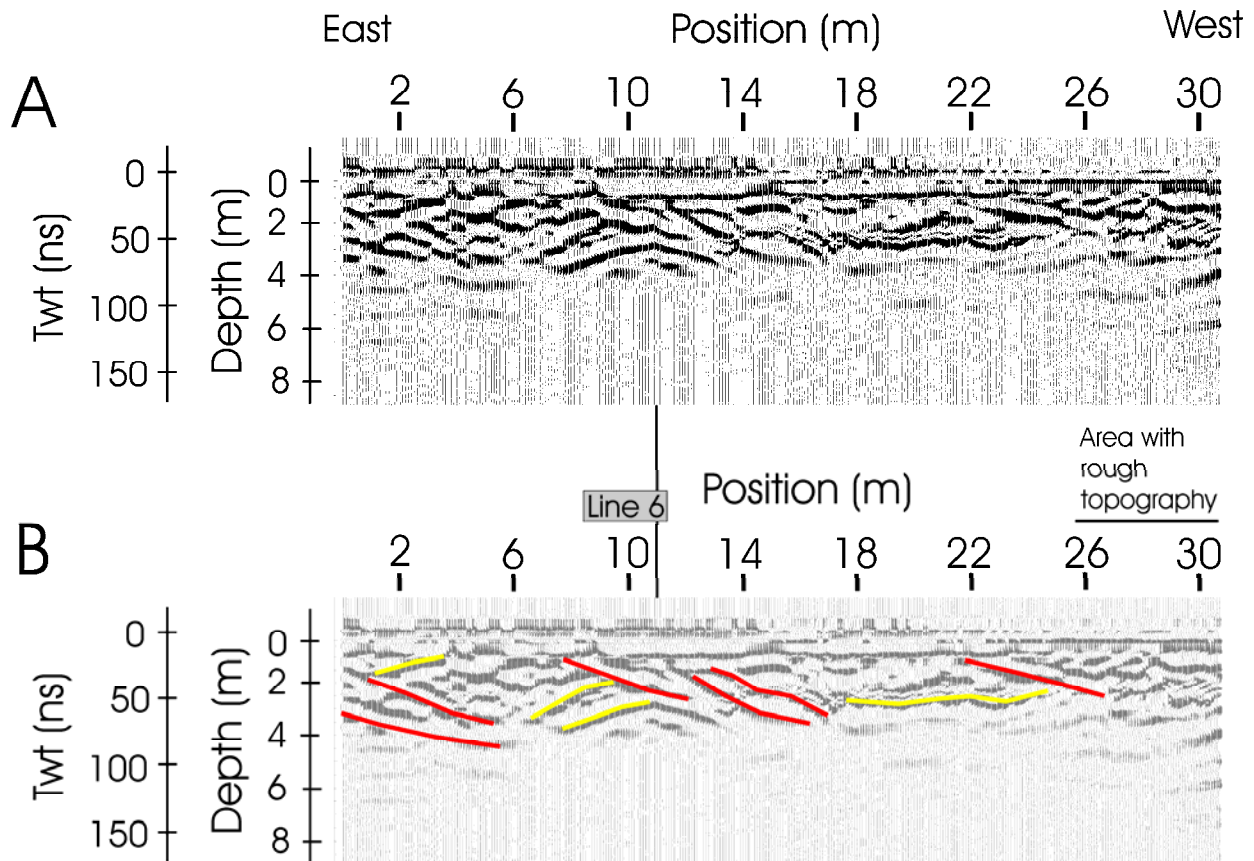 East Position (m) West
A
2 6 10 14 18 22 26 30
Twt (ns)
0
50
100
150
Depth (m)
0
2
4
6
8
Area with
rough
topography
Line 6
Position (m)
B
2 6 10 14 18 22 26 30
Twt (ns)
0
50
100
150
Depth (m)
0
2
4
6
8